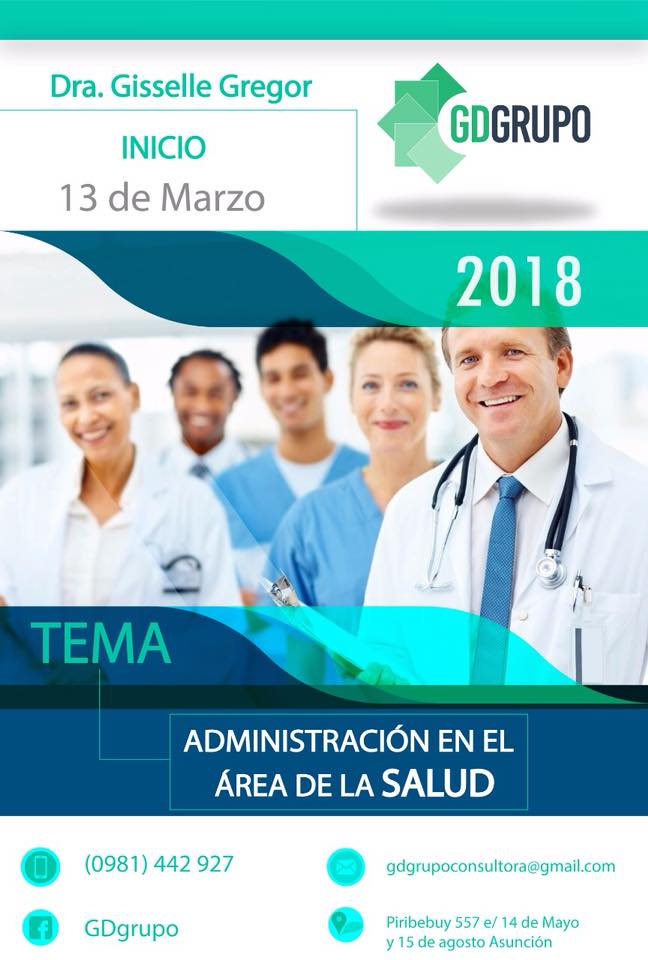 Dra. Gisselle Gregor
INICIO
13 de Marzo
GDGRUPO
2018
TEMA
ADMINISTRACIÓN EN EL
ÁREA DE LA SALUD
(0981) 442 927
gdgrupoconsultora@gmail.com
GDgrupo
Piribebuy 557 e/ 14 de Mayo
y 15 de agosto Asunción